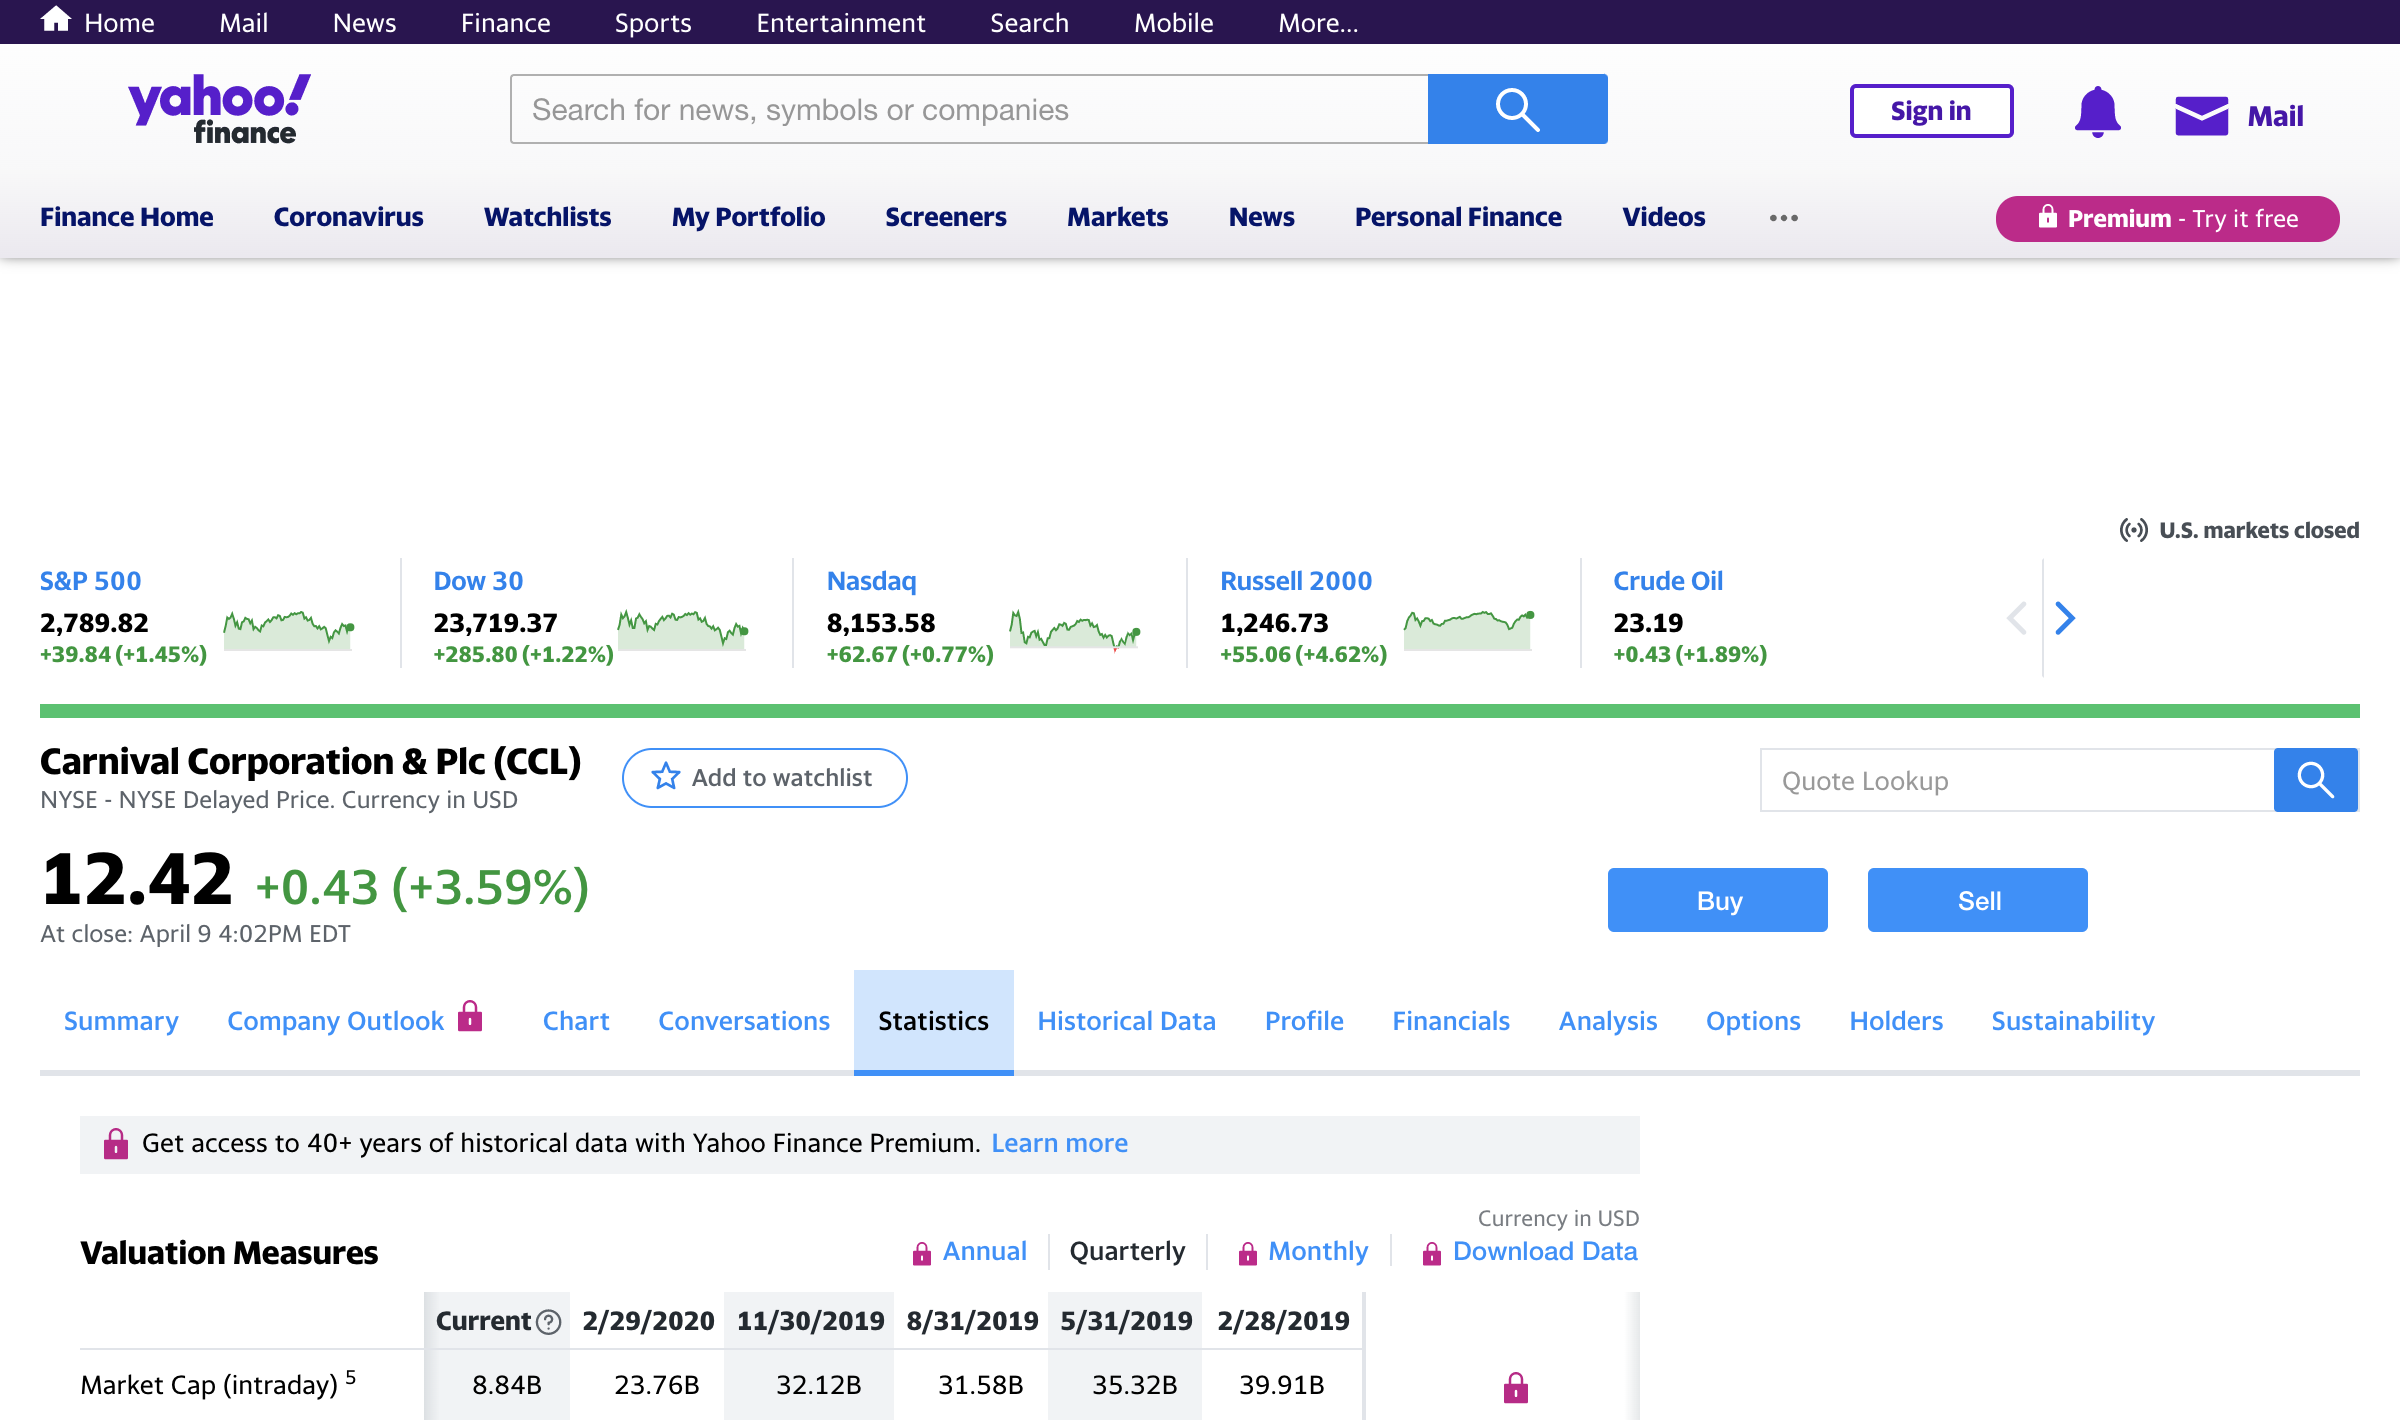 Home Mail News Finance Sports Entertainment Search Mobile More...
yahoo!
finance
Search for news, symbols or companies
Sign in
Mail
Finance Home Coronavirus Watchlists My Portfolio Screeners Markets News Personal Finance Videos ••• Premium - Try it free
U.S. markets closed
S&P 500
2,789.82
+39.84 (+1.45%)
Dow 30
23,719.37
+285.80 (+1.22%)
Nasdaq
8,153.58
+62.67 (+0.77%)
Russell 2000
1,246.73
+55.06 (+4.62%)
Crude Oil
23.19
+0.43 (+1.89%)
Carnival Corporation & Plc (CCL)
NYSE - NYSE Delayed Price. Currency in USD
Add to watchlist
Quote Lookup
12.42 +0.43 (+3.59%)
At close: April 9 4:02PM EDT
Buy Sell
Summary Company Outlook Chart Conversations Statistics Historical Data Profile Financials Analysis Options Holders Sustainability
Get access to 40+ years of historical data with Yahoo Finance Premium. Learn more
Currency in USD
Valuation Measures Annual Quarterly Monthly Download Data
Current ? 2/29/2020 11/30/2019 8/31/2019 5/31/2019 2/28/2019
Market Cap (intraday) 5 8.84B 23.76B 32.12B 31.58B 35.32B 39.91B